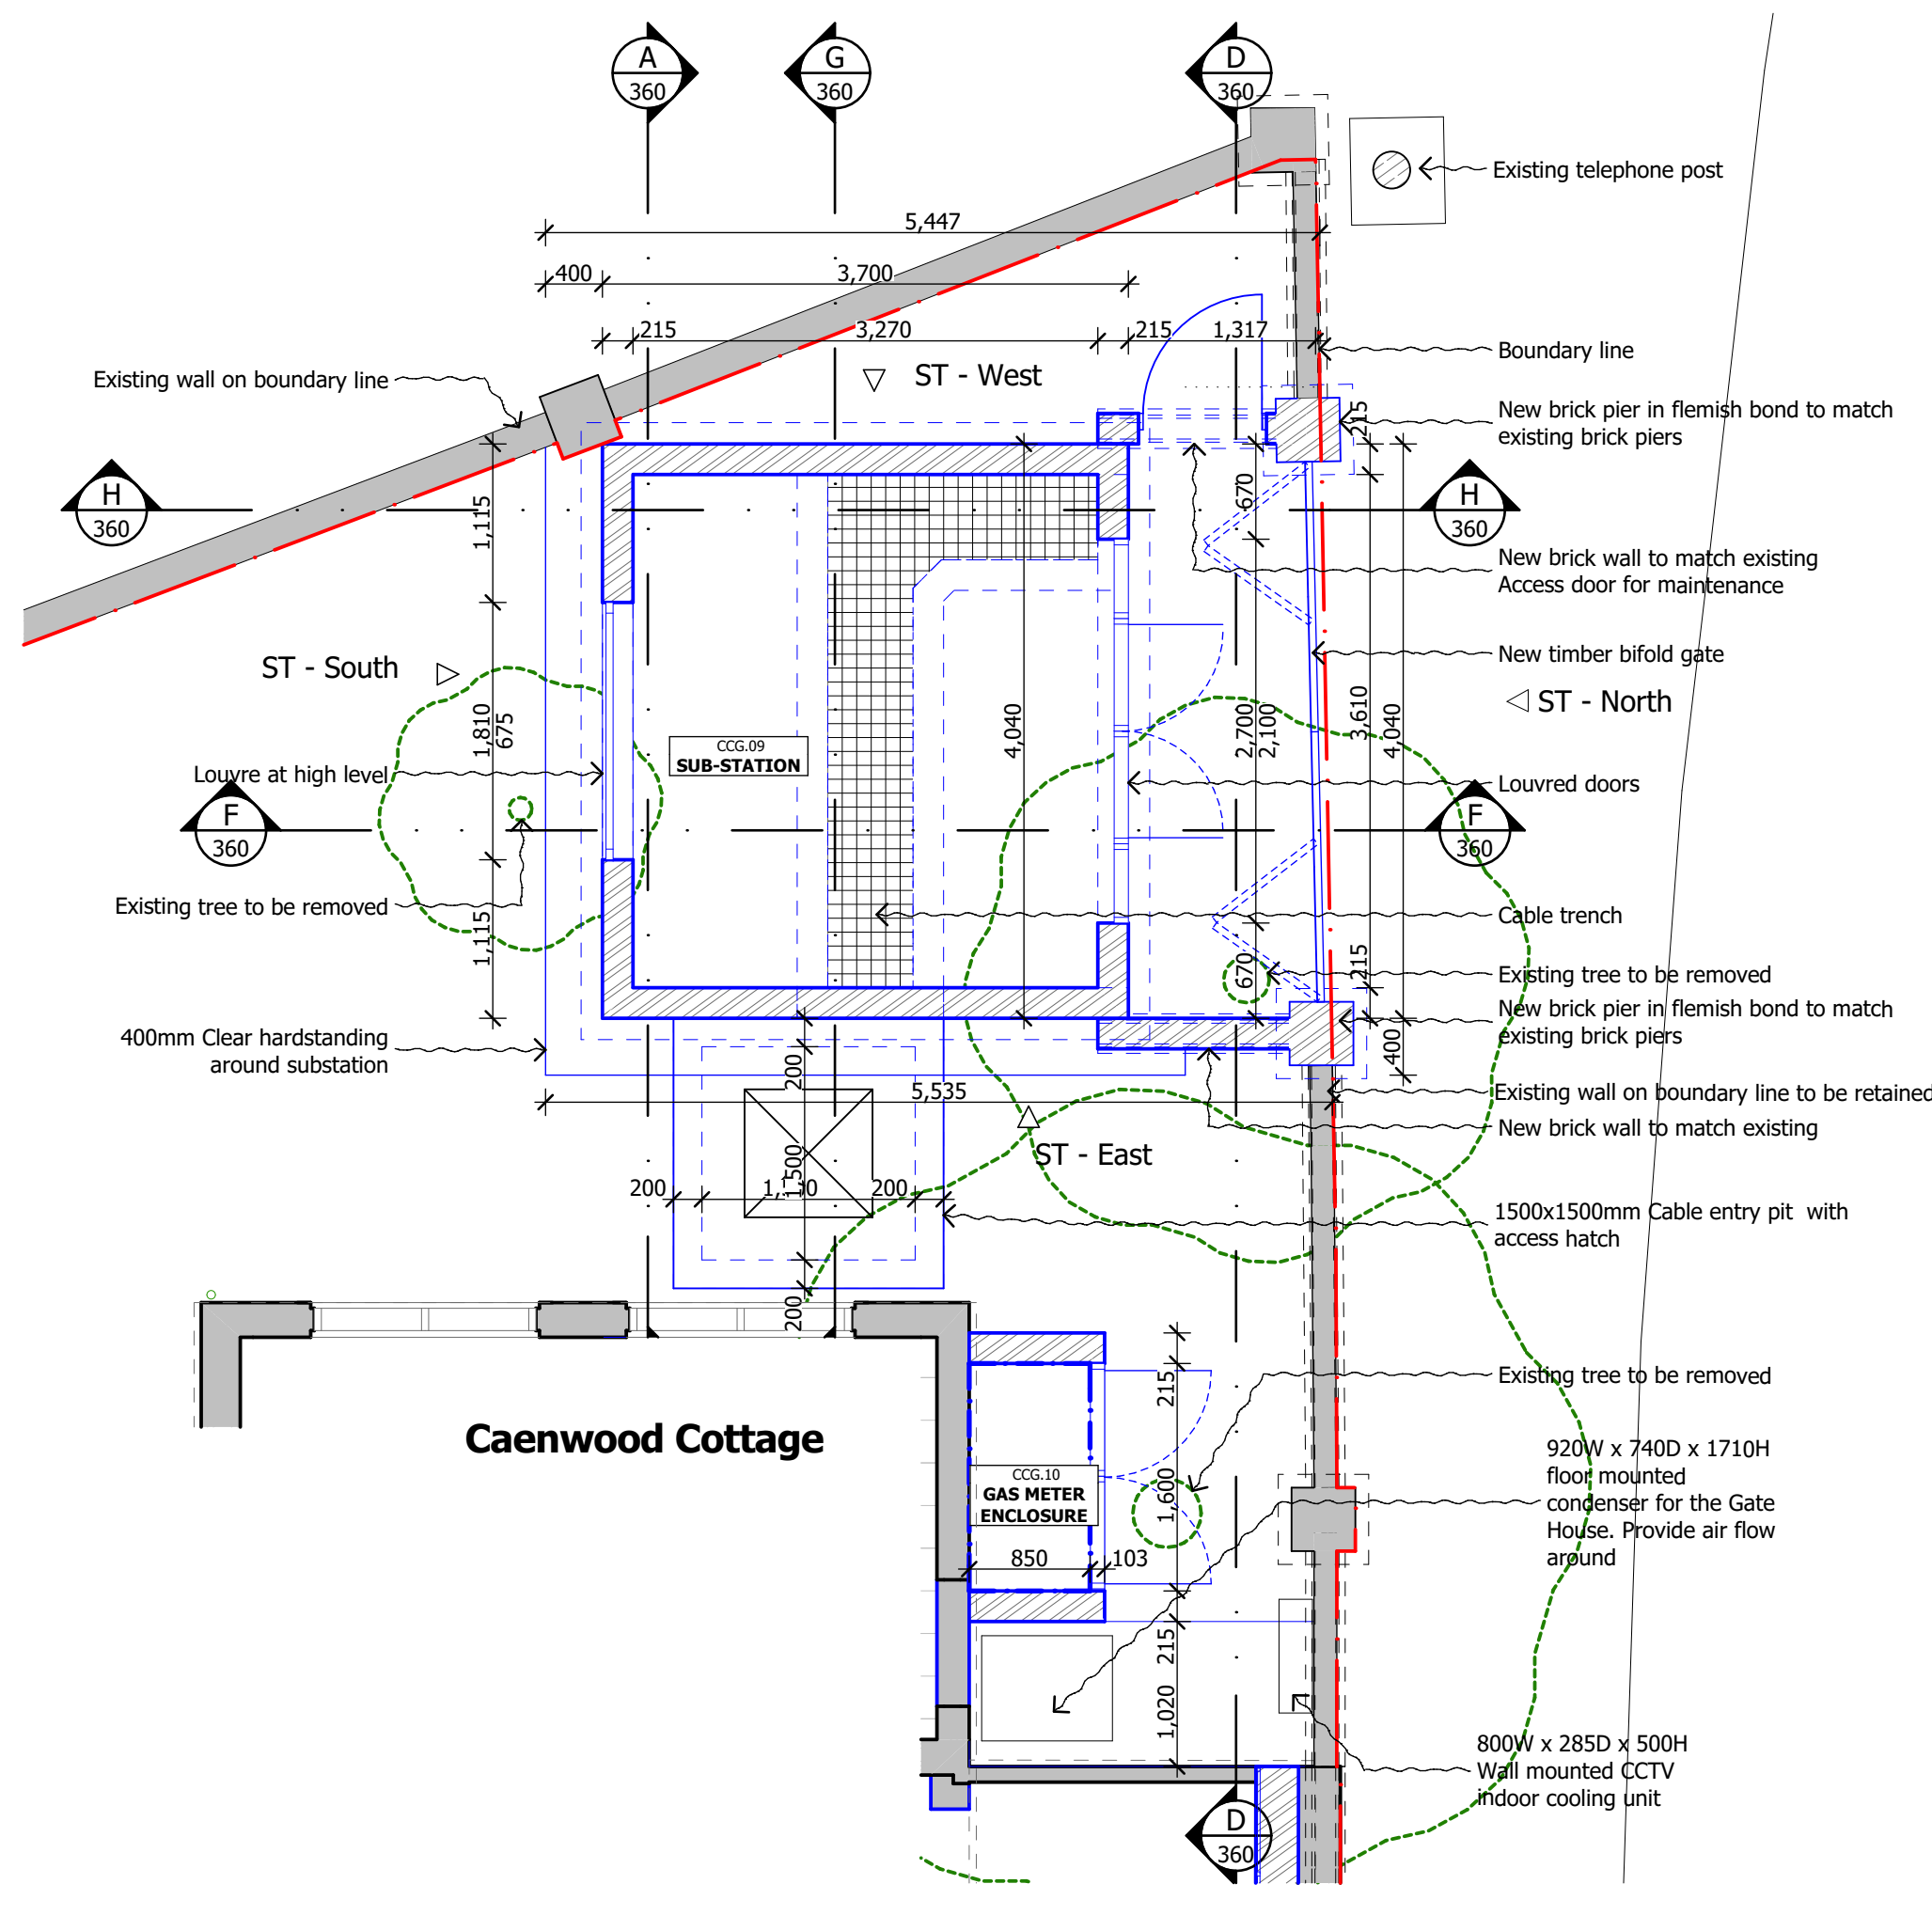 A
360
G
360
D
360
Existing telephone post
5,447
400
3,700
215
3,270
215
1,317
Boundary line
ST - West
Existing wall on boundary line
New brick pier in flemish bond to match
existing brick piers
215
H
360
H
360
1,115
670
New brick wall to match existing
Access door for maintenance
ST - South
New timber bifold gate
ST - North
1,810
675
4,040
2,700
2,100
3,610
4,040
CCG.09
SUB-STATION
Louvre at high level
Louvred doors
F
360
F
360
Existing tree to be removed
Cable trench
1,115
670
215
Existing tree to be removed
New brick pier in flemish bond to match
existing brick piers
400mm Clear hardstanding
around substation
200
400
5,535
Existing wall on boundary line to be retained
New brick wall to match existing
ST - East
200
1,500
200
1500x1500mm Cable entry pit with
access hatch
200
Existing tree to be removed
215
Caenwood Cottage
920W x 740D x 1710H
floor mounted
condenser for the Gate
House. Provide air flow
around
CCG.10
GAS METER
ENCLOSURE
1,600
850
103
215
1,020
800W x 285D x 500H
Wall mounted CCTV
indoor cooling unit
D
360